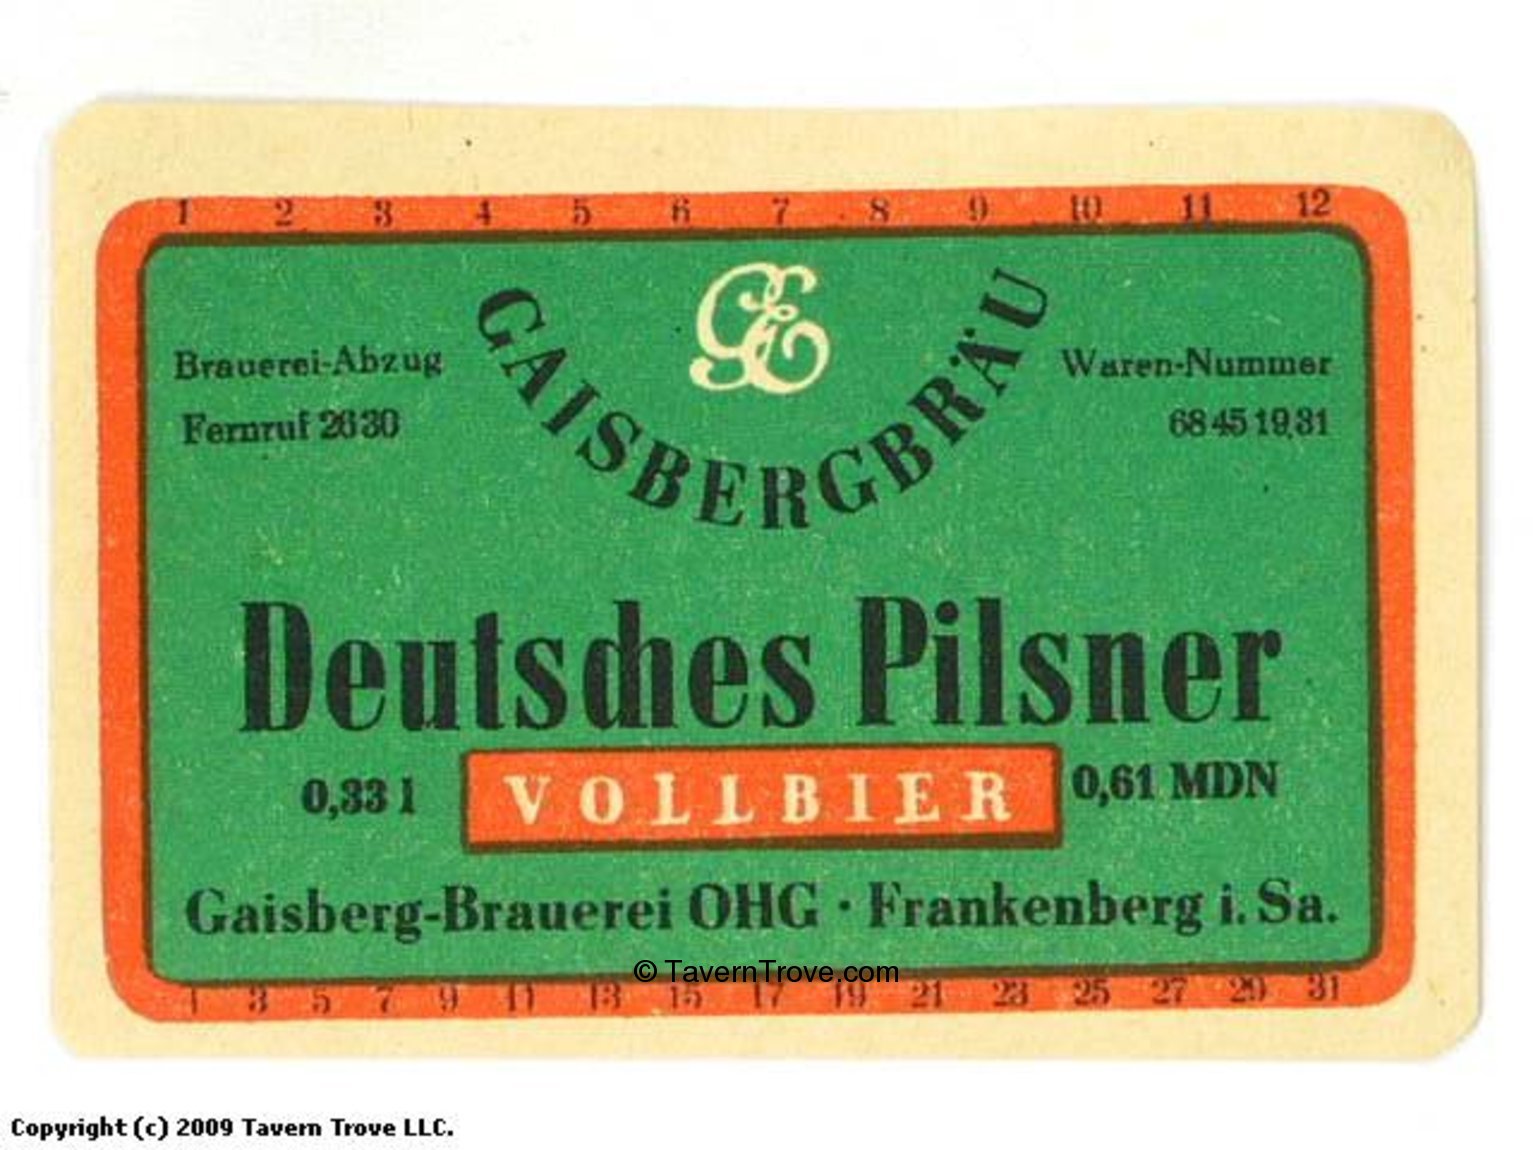 1 2 3 4 5 6 7 8 9 10 11 12
GE
GAISBERGBRÄU
Brauerei-Abzug
Fernruf 2630
Waren-Nummer
68 45 19,31
Deutsches Pilsner
0,33 l
VOLLBIER
0,61 MDN
Gaisberg-Brauerei OHG · Frankenberg i. Sa.
© TavernTrove.com
1 3 5 7 9 11 13 15 17 19 21 23 25 27 29 31
Copyright (c) 2009 Tavern Trove LLC.